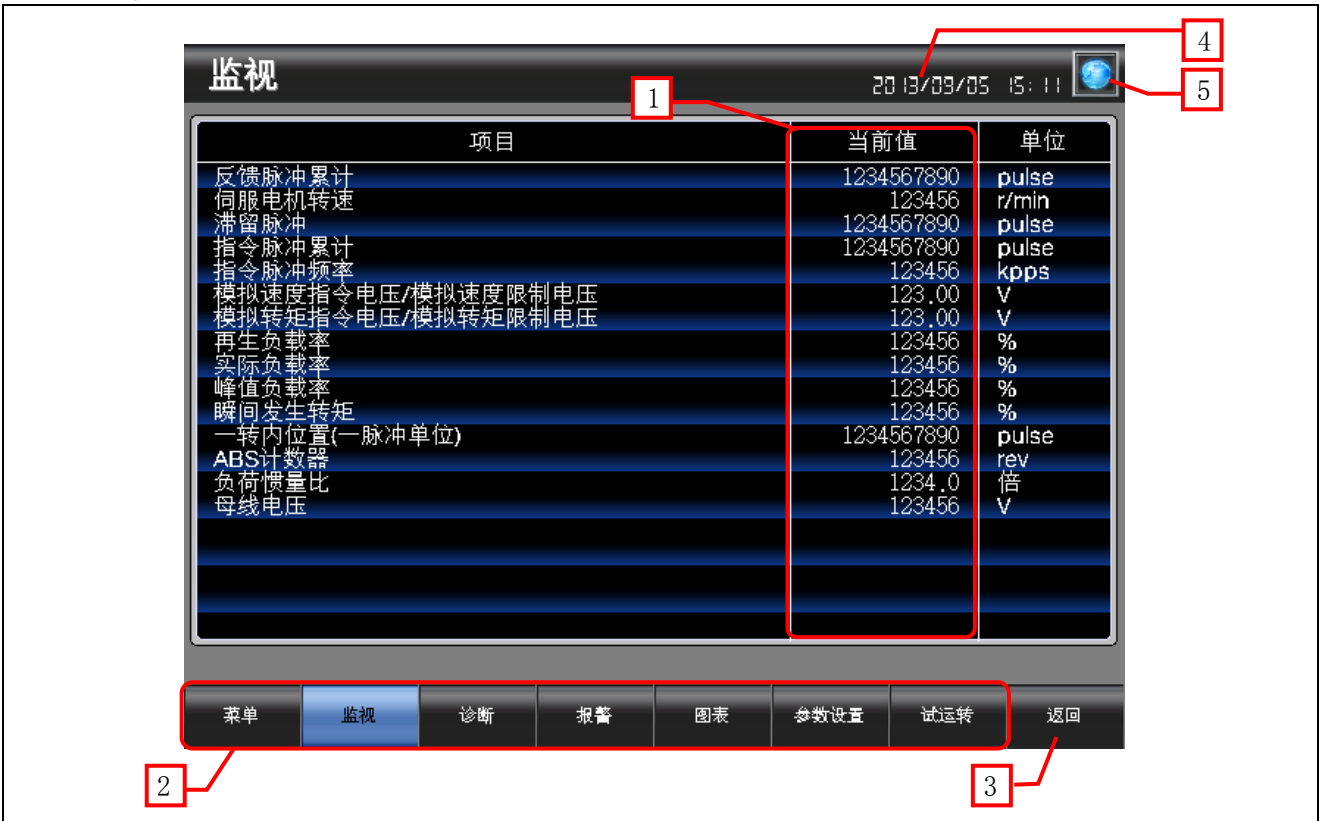 4
监视
2013/09/05 15:11
5
1
项目 当前值 单位
反馈脉冲累计 1234567890 pulse
伺服电机转速 123456 r/min
滞留脉冲 1234567890 pulse
指令脉冲累计 1234567890 pulse
指令脉冲频率 123456 kpps
模拟速度指令电压/模拟速度限制电压 123.00 V
模拟转矩指令电压/模拟转矩限制电压 123.00 V
再生负载率 123456 %
实际负载率 123456 %
峰值负载率 123456 %
瞬间发生转矩 123456 %
一转内位置(一脉冲单位) 1234567890 pulse
ABS计数器 123456 rev
负荷惯量比 1234.0 倍
母线电压 123456 V
菜单 监视 诊断 报警 图表 参数设置 试运转 返回
2 3